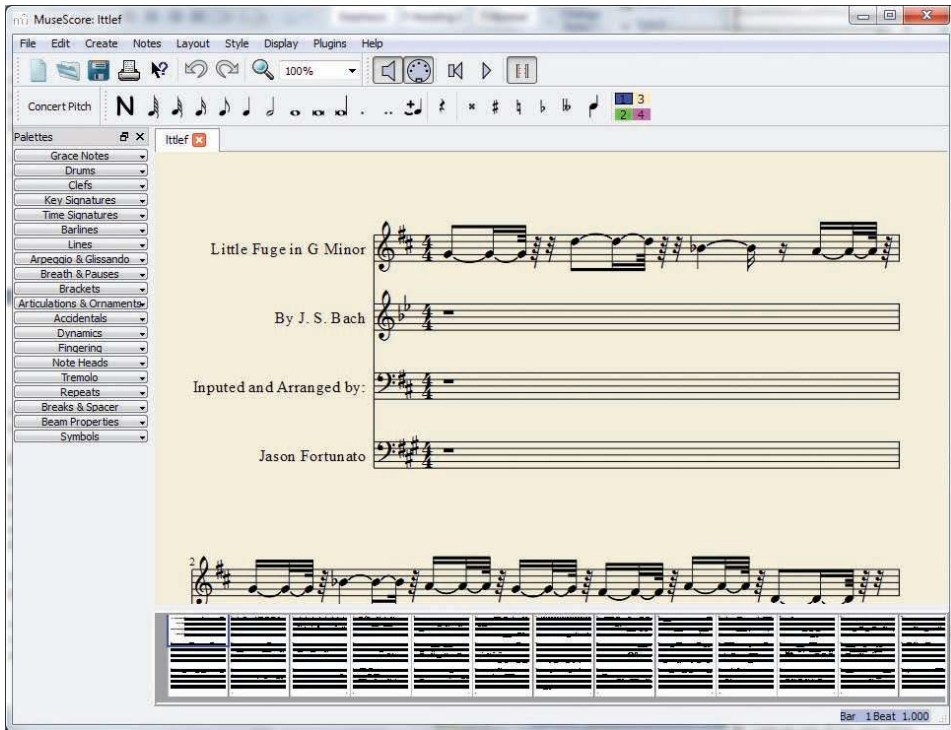 MuseScore: lttlef
File Edit Create Notes Layout Style Display Plugins Help
100%
Concert Pitch N 1 3
2 4
Palettes
lttlef
Grace Notes
Drums
Clefs
Key Signatures
Time Signatures
Barlines
Lines
Arpeggio & Glissando
Breath & Pauses
Brackets
Articulations & Ornaments
Accidentals
Dynamics
Fingering
Note Heads
Tremolo
Repeats
Breaks & Spacer
Beam Properties
Symbols
Little Fuge in G Minor
By J. S. Bach
Inputed and Arranged by:
Jason Fortunato
2
Bar 1 Beat 1.000